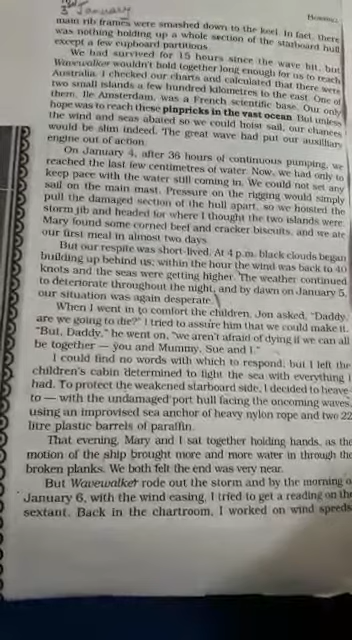 3rd January
HORNBILL
main rib frames were smashed down to the keel. In fact, there
was nothing holding up a whole section of the starboard hull
except a few cupboard partitions.
We had survived for 15 hours since the wave hit, but
Wavewalker wouldn't hold together long enough for us to reach
Australia. I checked our charts and calculated that there were
two small islands a few hundred kilometres to the east. One of
them, Ile Amsterdam, was a French scientific base. Our only
hope was to reach these pinpricks in the vast ocean. But unless
the wind and seas abated so we could hoist sail, our chances
would be slim indeed. The great wave had put our auxiliary
engine out of action.
On January 4, after 36 hours of continuous pumping, we
reached the last few centimetres of water. Now, we had only to
keep pace with the water still coming in. We could not set any
sail on the main mast. Pressure on the rigging would simply
pull the damaged section of the hull apart, so we hoisted the
storm jib and headed for where I thought the two islands were.
Mary found some corned beef and cracker biscuits, and we ate
our first meal in almost two days.
But our respite was short-lived. At 4 p.m. black clouds began
building up behind us; within the hour the wind was back to 40
knots and the seas were getting higher. The weather continued
to deteriorate throughout the night, and by dawn on January 5,
our situation was again desperate.
When I went in to comfort the children, Jon asked, "Daddy,
are we going to die?" I tried to assure him that we could make it.
"But, Daddy," he went on, "we aren't afraid of dying if we can all
be together — you and Mummy, Sue and I."
I could find no words with which to respond, but I left the
children's cabin determined to fight the sea with everything I
had. To protect the weakened starboard side, I decided to heave
to — with the undamaged port hull facing the oncoming waves,
using an improvised sea anchor of heavy nylon rope and two 22
litre plastic barrels of paraffin.
That evening, Mary and I sat together holding hands, as the
motion of the ship brought more and more water in through the
broken planks. We both felt the end was very near.
But Wavewalker rode out the storm and by the morning o
January 6, with the wind easing, I tried to get a reading on the
sextant. Back in the chartroom, I worked on wind speeds